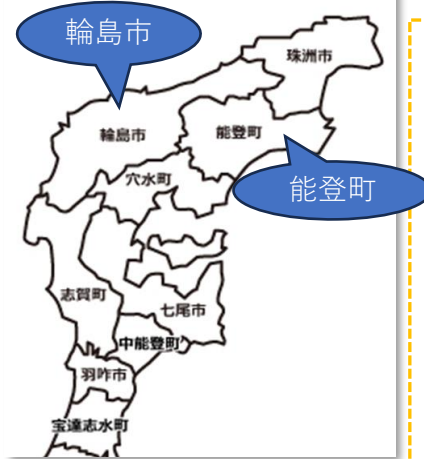 輪島市
珠洲市
輪島市
能登町
穴水町
能登町
志賀町
七尾市
中能登町
羽咋市
宝達志水町